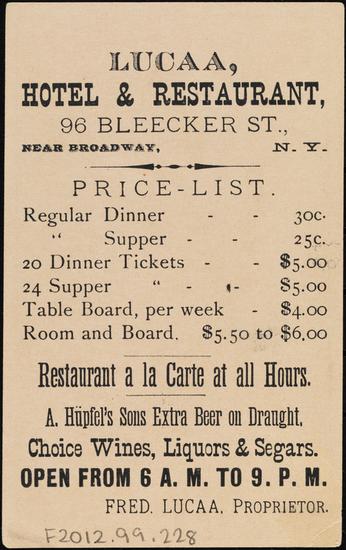 LUCAA,
HOTEL & RESTAURANT,
96 BLEECKER ST.,
NEAR BROADWAY, N. Y.
PRICE-LIST.
Regular Dinner - - 30c.
" Supper - - 25c.
20 Dinner Tickets - - $5.00
24 Supper " - - $5.00
Table Board, per week - $4.00
Room and Board. $5.50 to $6.00
Restaurant a la Carte at all Hours.
A. Hüpfel's Sons Extra Beer on Draught,
Choice Wines, Liquors & Segars.
OPEN FROM 6 A. M. TO 9. P. M.
FRED. LUCAA, PROPRIETOR.
F2012.99.228